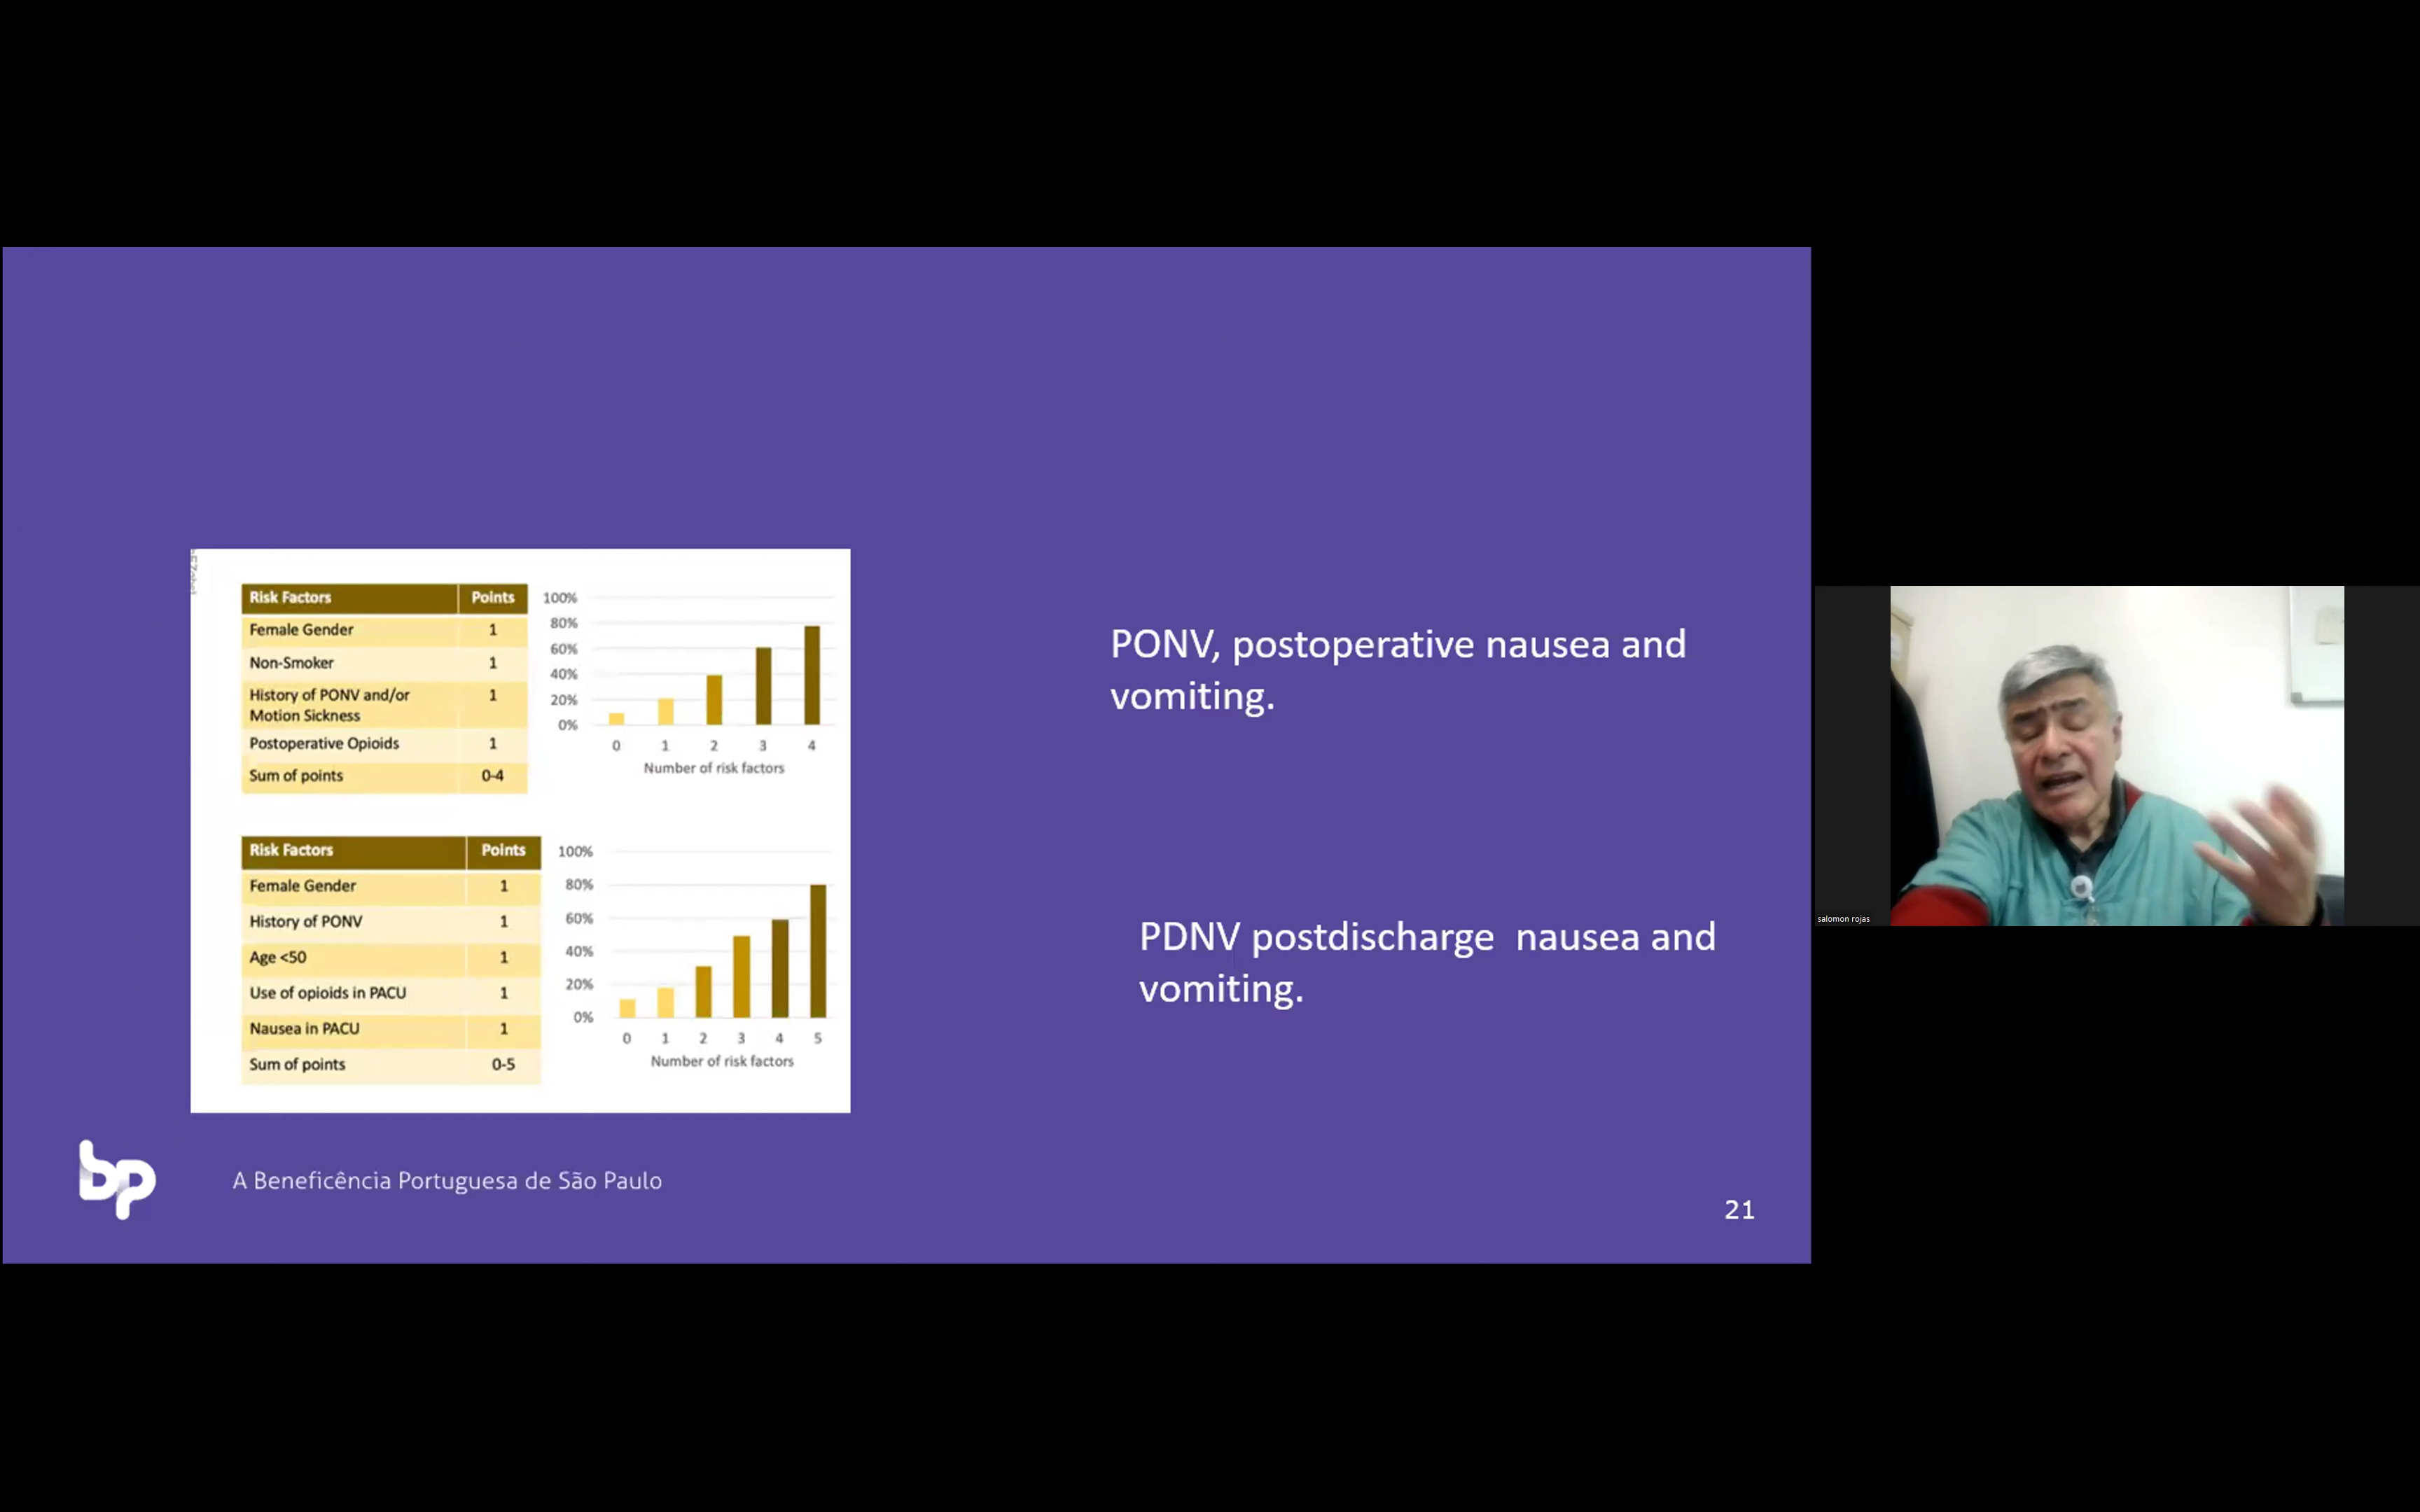 Risk Factors Points
Female Gender 1
Non-Smoker 1
History of PONV and/or 1
Motion Sickness
Postoperative Opioids 1
Sum of points 0-4
100%
80%
60%
40%
20%
0%
0 1 2 3 4
Number of risk factors
PONV, postoperative nausea and
vomiting.
Risk Factors Points
Female Gender 1
History of PONV 1
Age <50 1
Use of opioids in PACU 1
Nausea in PACU 1
Sum of points 0-5
100%
80%
60%
40%
20%
0%
0 1 2 3 4 5
Number of risk factors
PDNV postdischarge  nausea and
vomiting.
bp
A Beneficência Portuguesa de São Paulo
21
salomon rojas